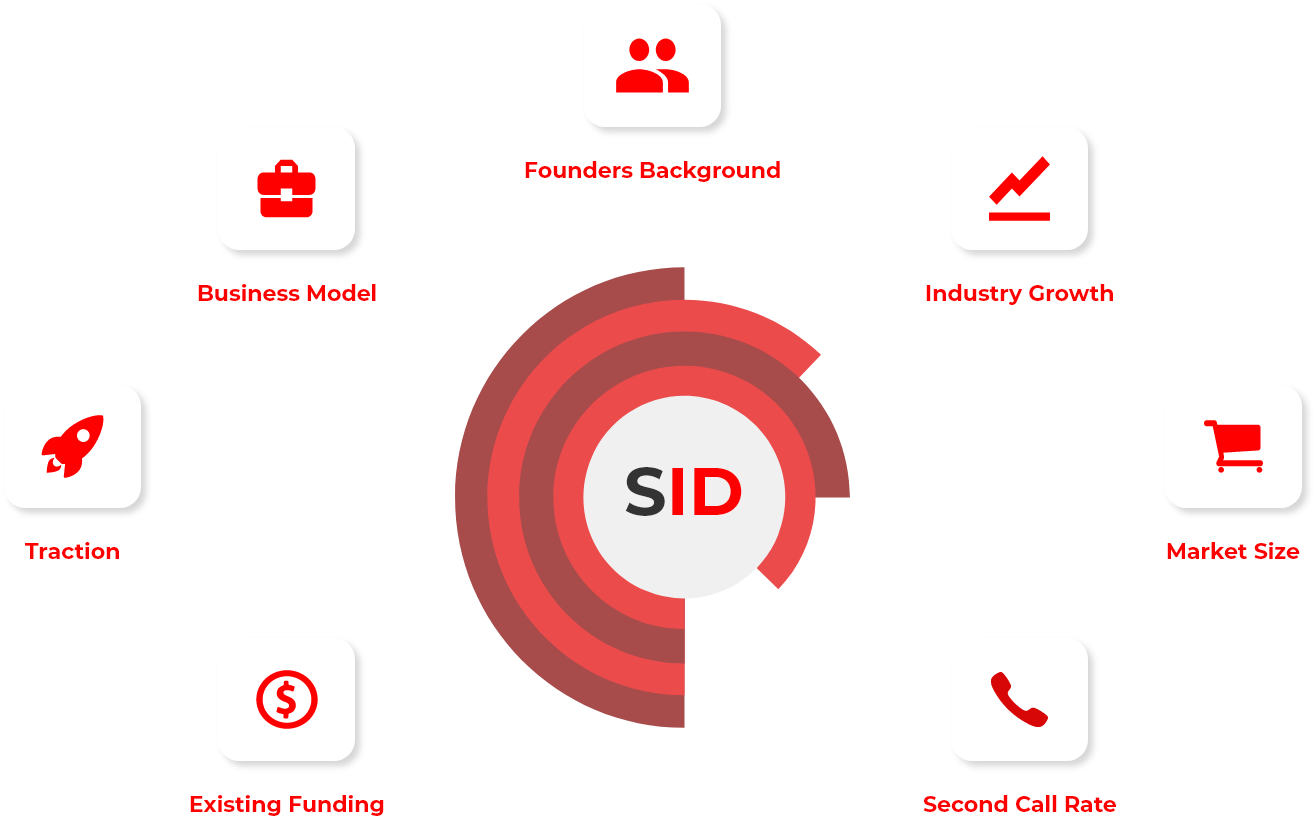 Founders Background
Business Model
Industry Growth
SID
Traction
Market Size
Existing Funding
Second Call Rate